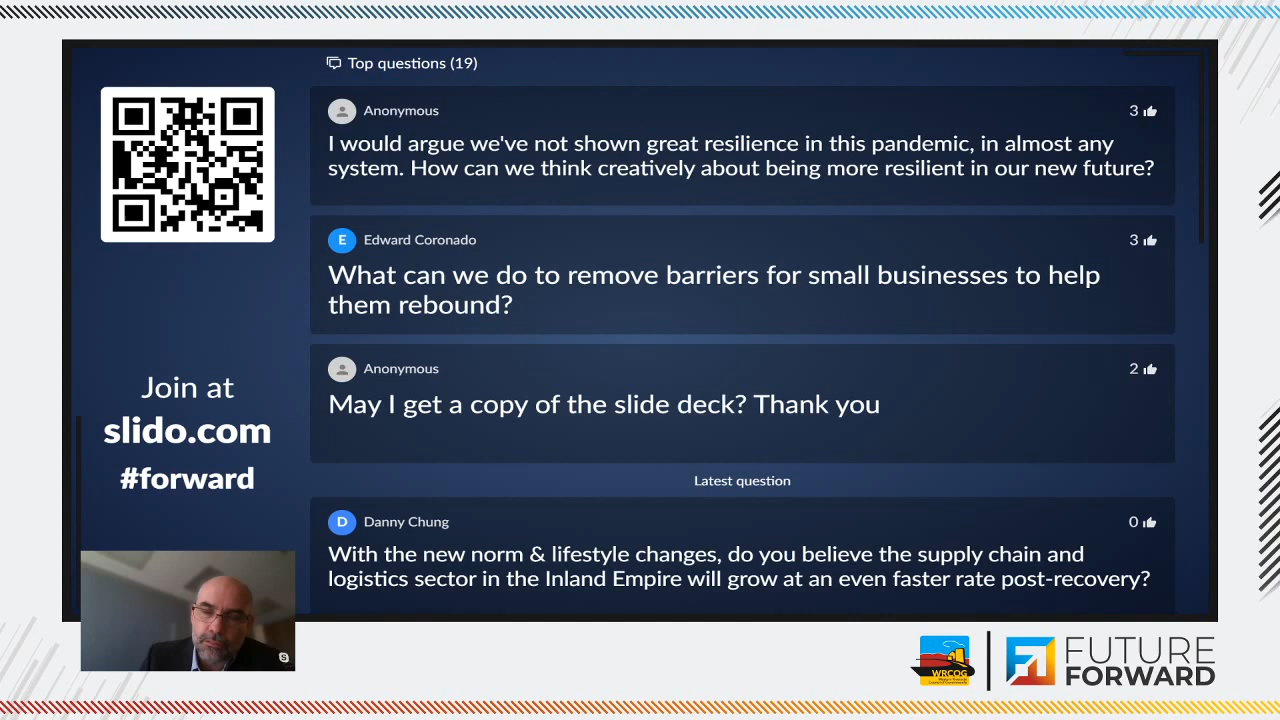 Top questions (19)
Anonymous
3
I would argue we've not shown great resilience in this pandemic, in almost any
system. How can we think creatively about being more resilient in our new future?
E
Edward Coronado
3
What can we do to remove barriers for small businesses to help
them rebound?
Anonymous
2
May I get a copy of the slide deck? Thank you
Latest question
D
Danny Chung
0
With the new norm & lifestyle changes, do you believe the supply chain and
logistics sector in the Inland Empire will grow at an even faster rate post-recovery?
Join at
slido.com
#forward
WRCOG
FUTURE
FORWARD